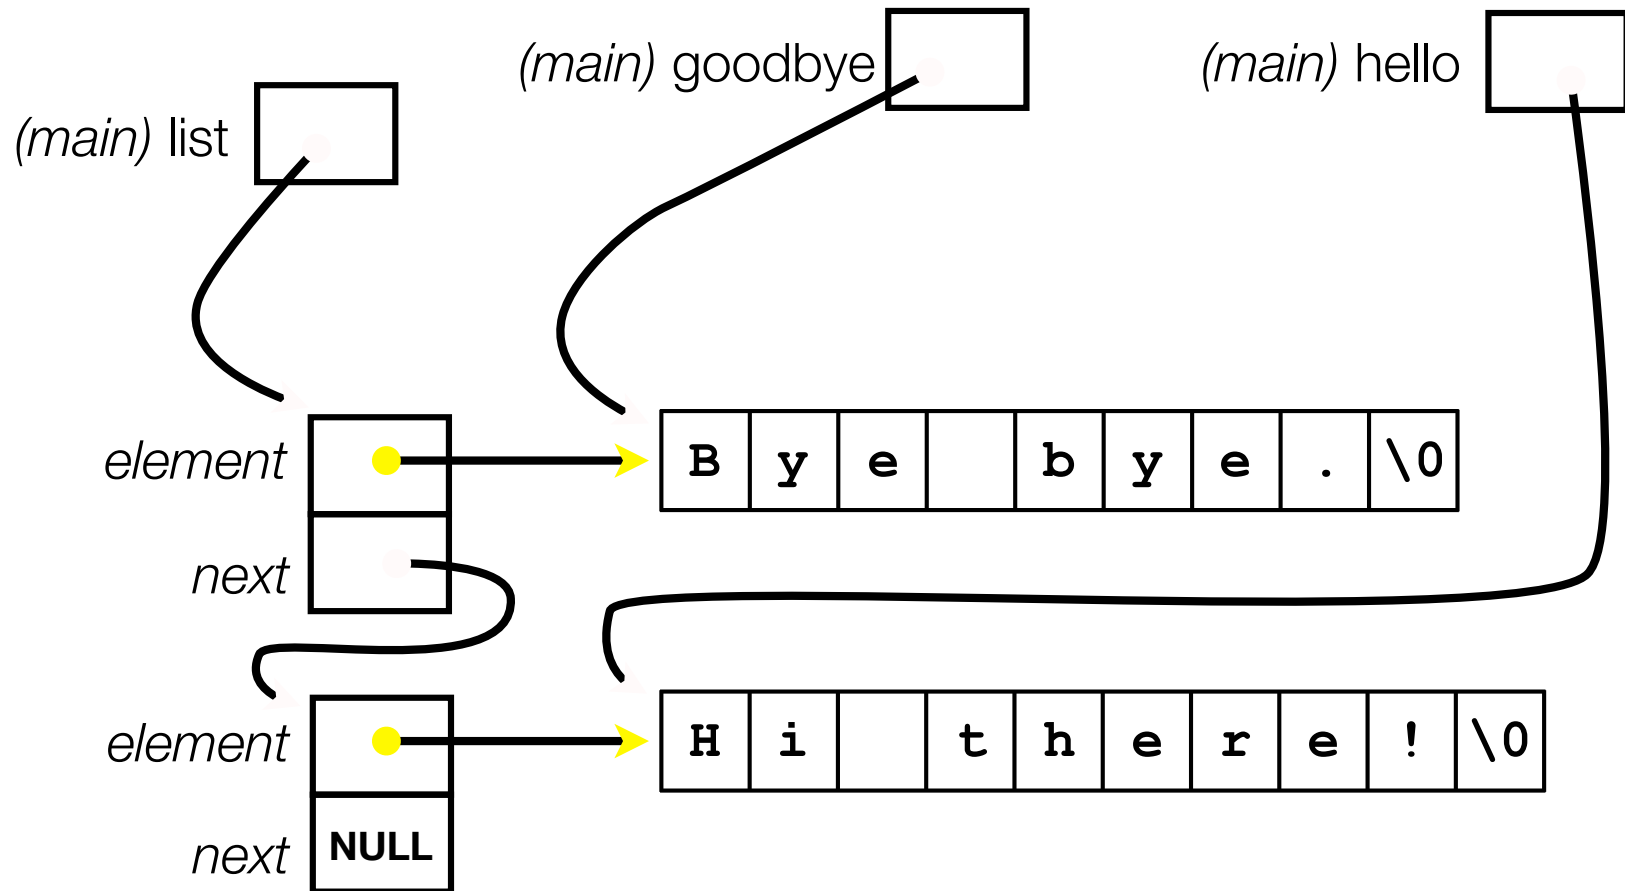 (main) goodbye
(main) hello
(main) list
element
B y e b y e . \0
next
element
H i t h e r e ! \0
next
NULL